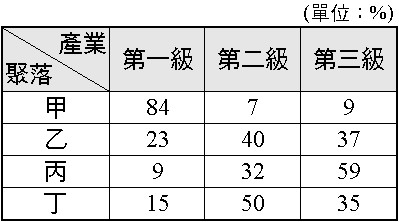 (單位：%)
產業
聚落 第一級 第二級 第三級
甲 84 7 9
乙 23 40 37
丙 9 32 59
丁 15 50 35